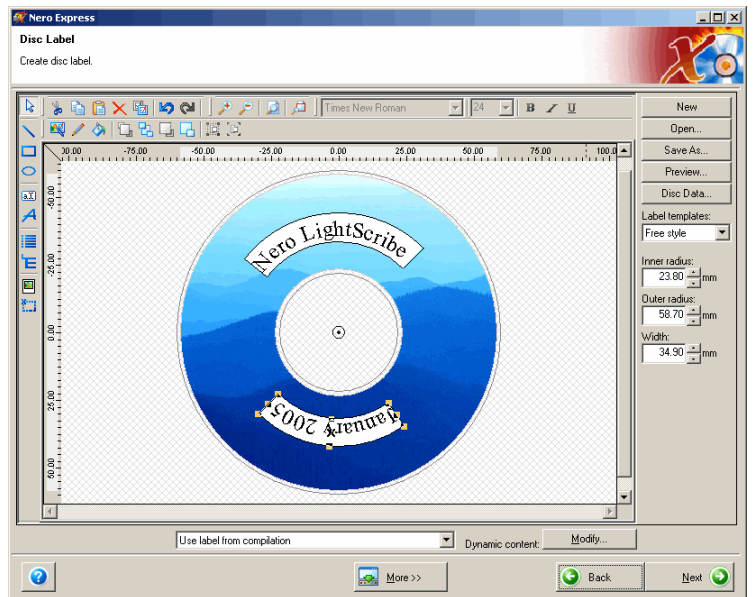 Nero Express
Disc Label
Create disc label.
Times New Roman
24
B I U
00.00 -75.00 -50.00 -25.00 0.00 25.00 50.00 75.00 100.0
-50.00
-25.00
0.00
25.00
50.00
Nero LightScribe
January 2005
New
Open...
Save As...
Preview...
Disc Data...
Label templates:
Free style
Inner radius:
23.80 mm
Outer radius:
58.70 mm
Width:
34.90 mm
Use label from compilation
Dynamic content:
Modify...
More >>
Back
Next